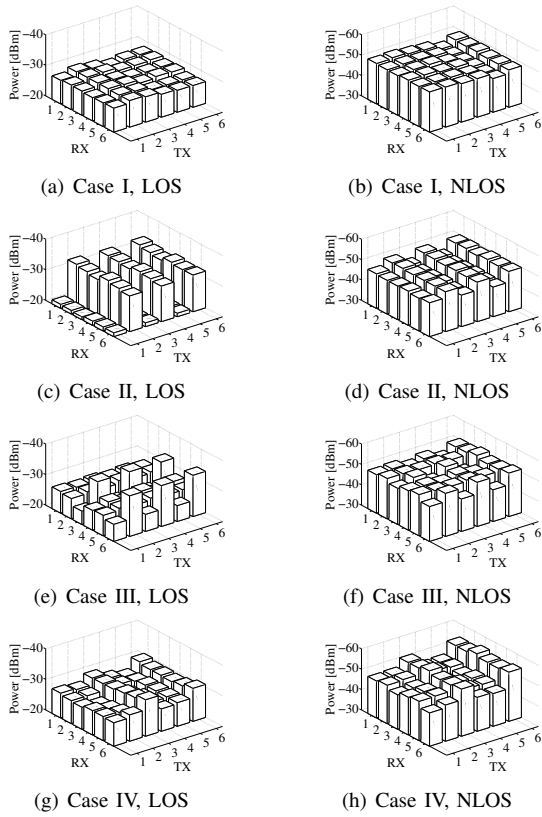 −40
−30
−20
Power [dBm]
1 2 3 4 5 6
RX
1 2 3 4 5 6
TX
(a) Case I, LOS
−60
−50
−40
−30
Power [dBm]
1 2 3 4 5 6
RX
1 2 3 4 5 6
TX
(b) Case I, NLOS
−40
−30
−20
Power [dBm]
1 2 3 4 5 6
RX
1 2 3 4 5 6
TX
(c) Case II, LOS
−60
−50
−40
−30
Power [dBm]
1 2 3 4 5 6
RX
1 2 3 4 5 6
TX
(d) Case II, NLOS
−40
−30
−20
Power [dBm]
1 2 3 4 5 6
RX
1 2 3 4 5 6
TX
(e) Case III, LOS
−60
−50
−40
−30
Power [dBm]
1 2 3 4 5 6
RX
1 2 3 4 5 6
TX
(f) Case III, NLOS
−40
−30
−20
Power [dBm]
1 2 3 4 5 6
RX
1 2 3 4 5 6
TX
(g) Case IV, LOS
−60
−50
−40
−30
Power [dBm]
1 2 3 4 5 6
RX
1 2 3 4 5 6
TX
(h) Case IV, NLOS